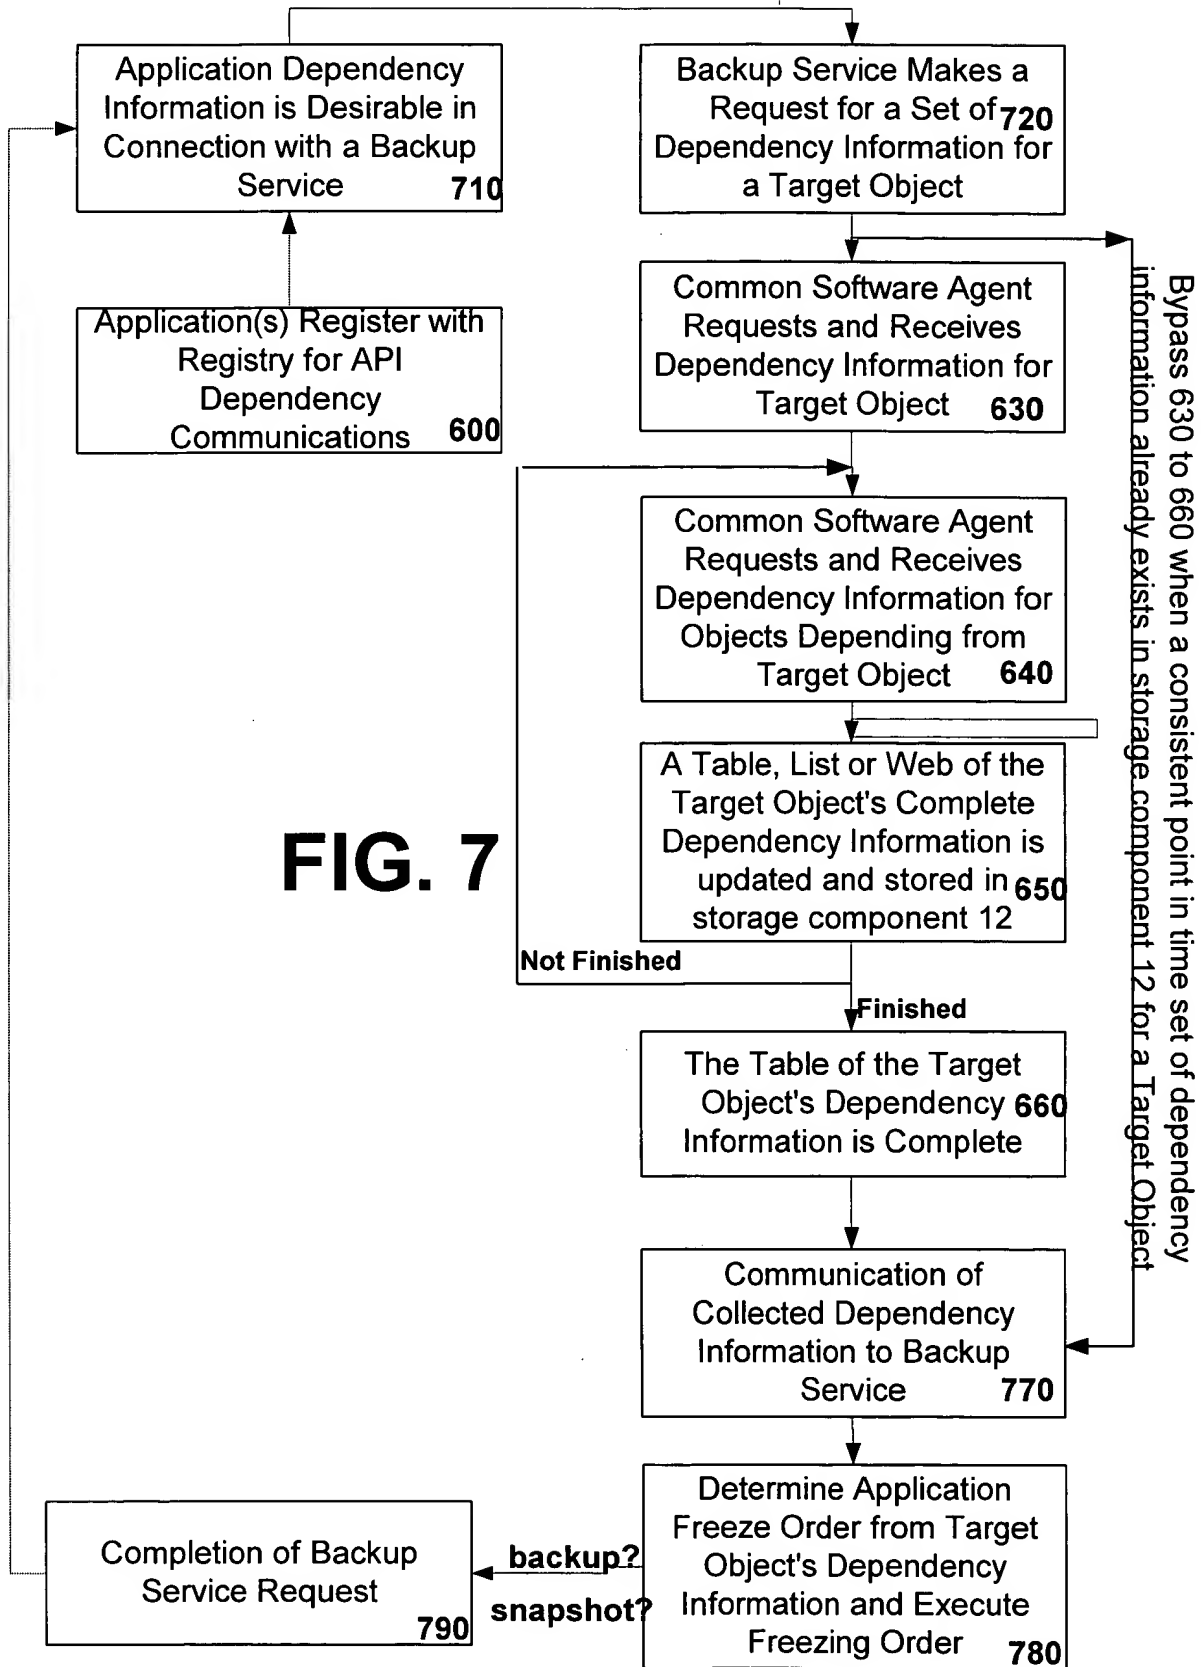 Application Dependency
Information is Desirable in
Connection with a Backup
Service 710
Application(s) Register with
Registry for API
Dependency
Communications 600
Backup Service Makes a
Request for a Set of 720
Dependency Information for
a Target Object
Common Software Agent
Requests and Receives
Dependency Information for
Target Object 630
Common Software Agent
Requests and Receives
Dependency Information for
Objects Depending from
Target Object 640
A Table, List or Web of the
Target Object's Complete
Dependency Information is
updated and stored in 650
storage component 12
Not Finished
Finished
The Table of the Target
Object's Dependency 660
Information is Complete
Communication of
Collected Dependency
Information to Backup
Service 770
Determine Application
Freeze Order from Target
Object's Dependency
Information and Execute
Freezing Order 780
backup?
snapshot?
Completion of Backup
Service Request
790
Bypass 630 to 660 when a consistent point in time set of dependency
information already exists in storage component 12 for a Target Object
FIG. 7